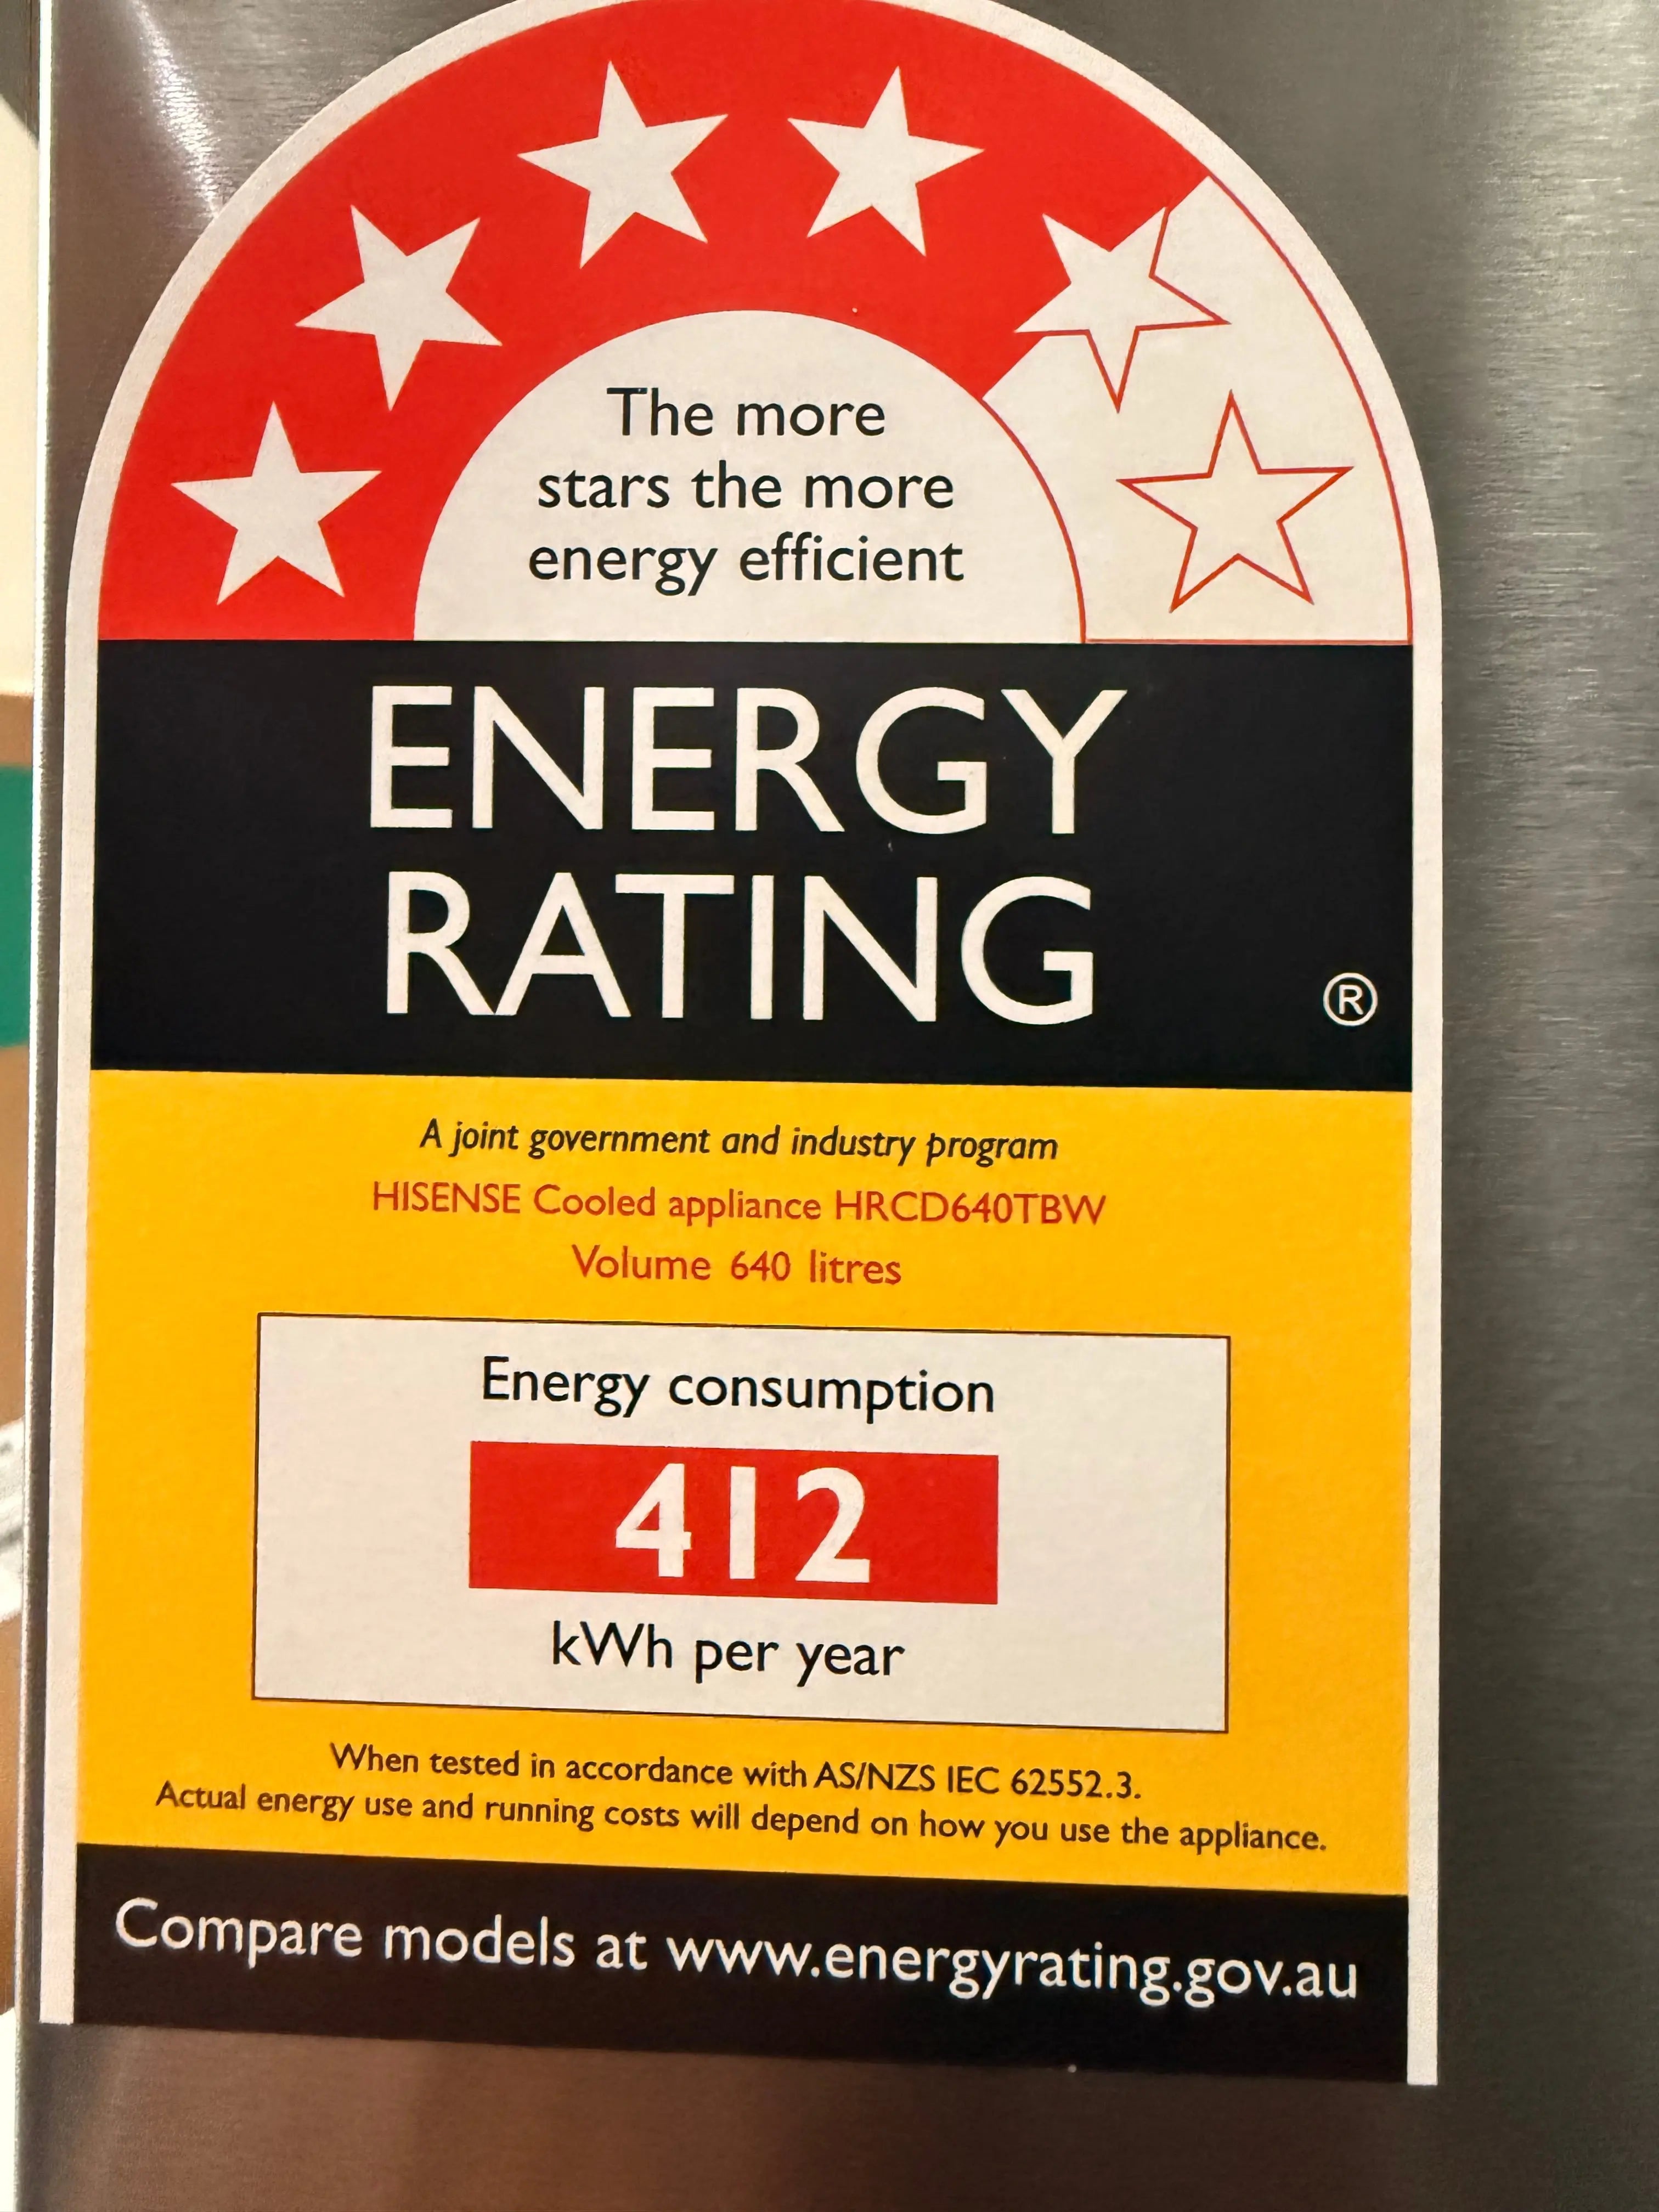 The more
stars the more
energy efficient
ENERGY
RATING
®
A joint government and industry program
HISENSE Cooled appliance HRCD640TBW
Volume 640 litres
Energy consumption
412
kWh per year
When tested in accordance with AS/NZS IEC 62552.3.
Actual energy use and running costs will depend on how you use the appliance.
Compare models at www.energyrating.gov.au